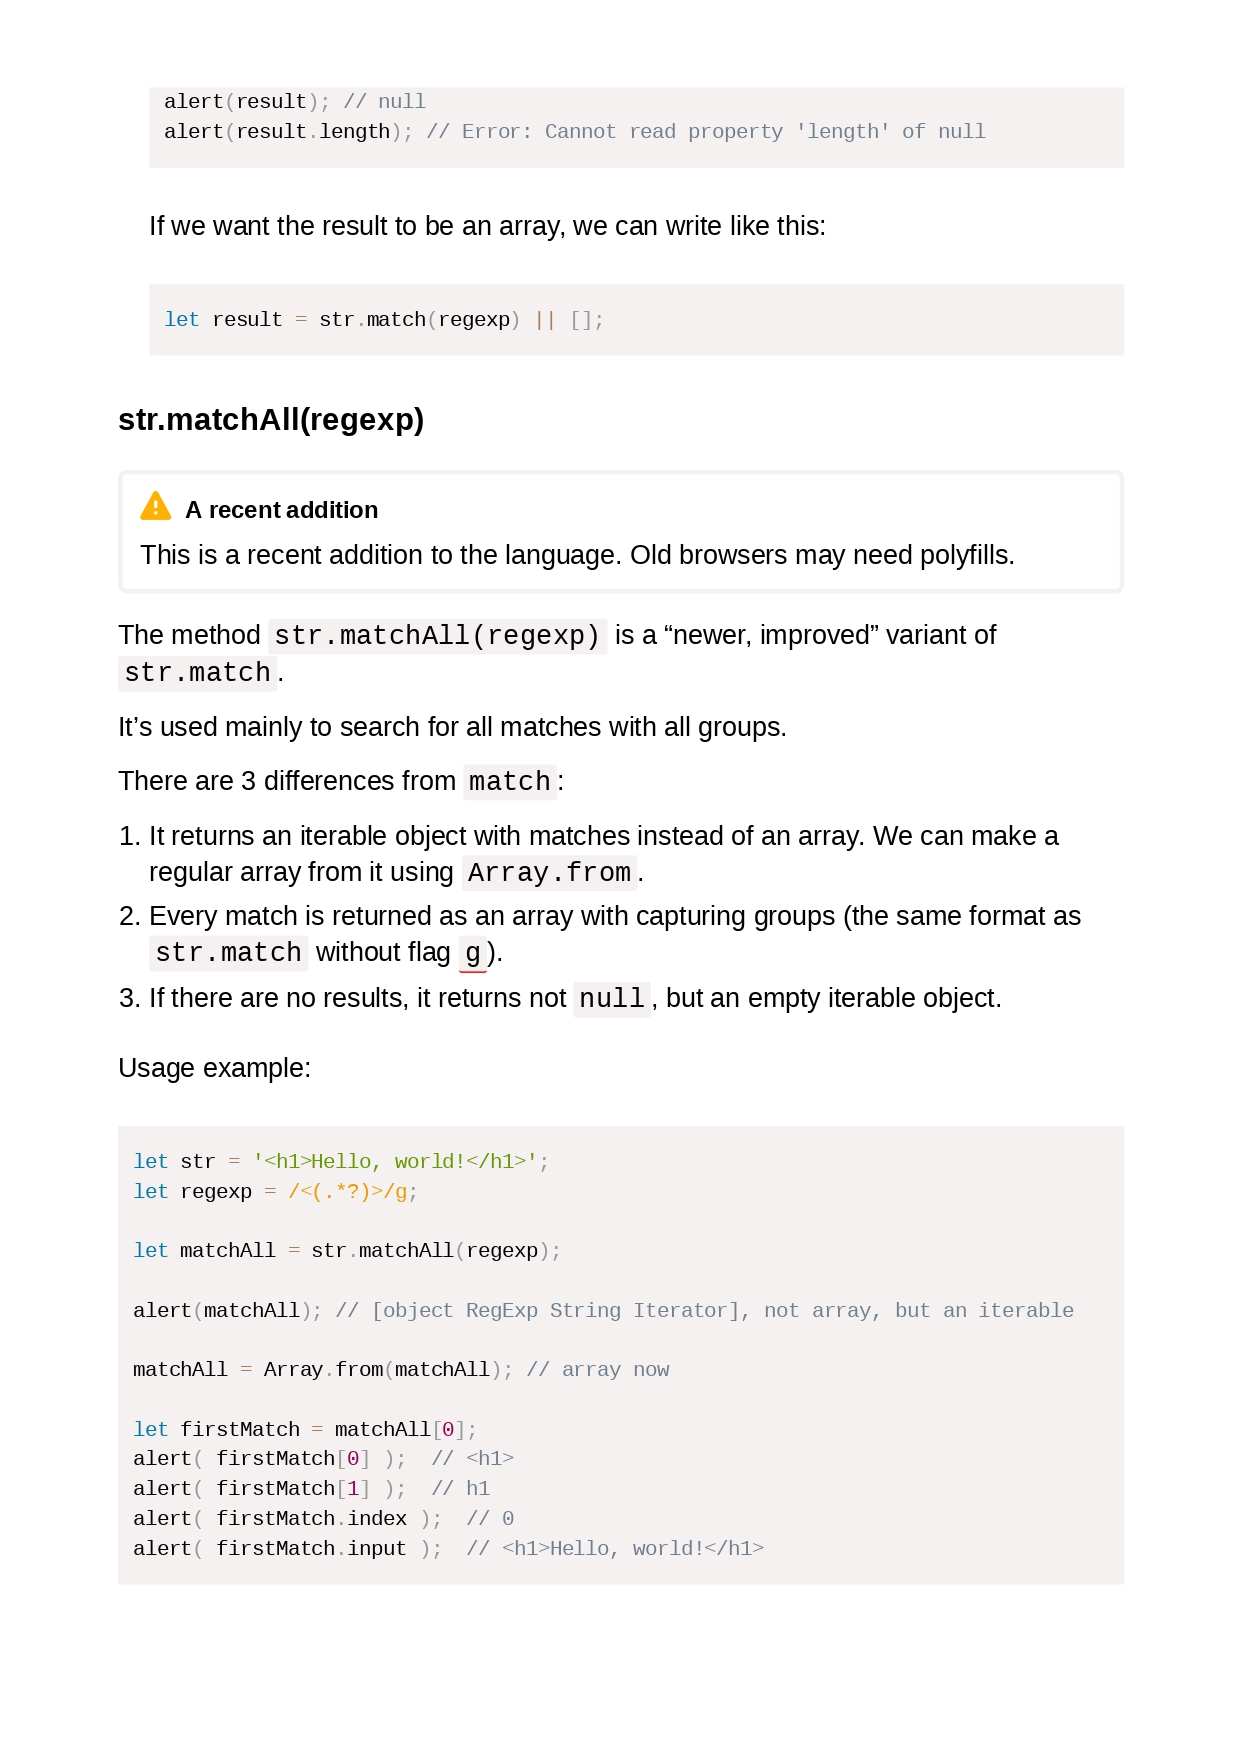 alert(result); // null
alert(result.length); // Error: Cannot read property 'length' of null
If we want the result to be an array, we can write like this:
let result = str.match(regexp) || [];
str.matchAll(regexp)
A recent addition
This is a recent addition to the language. Old browsers may need polyfills.
The method str.matchAll(regexp) is a “newer, improved” variant of
str.match.
It’s used mainly to search for all matches with all groups.
There are 3 differences from match:
1. It returns an iterable object with matches instead of an array. We can make a
regular array from it using Array.from.
2. Every match is returned as an array with capturing groups (the same format as
str.match without flag g).
3. If there are no results, it returns not null, but an empty iterable object.
Usage example:
let str = '<h1>Hello, world!</h1>';
let regexp = /<(.*?)>/g;
let matchAll = str.matchAll(regexp);
alert(matchAll); // [object RegExp String Iterator], not array, but an iterable
matchAll = Array.from(matchAll); // array now
let firstMatch = matchAll[0];
alert( firstMatch[0] );  // <h1>
alert( firstMatch[1] );  // h1
alert( firstMatch.index );  // 0
alert( firstMatch.input );  // <h1>Hello, world!</h1>